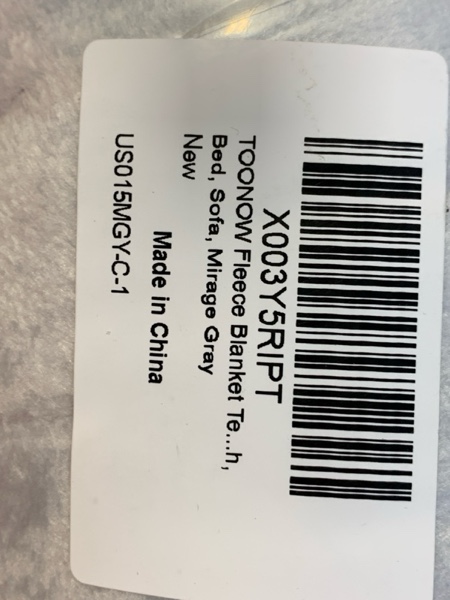 X003Y5RIPT
TOONOW Fleece Blanket Te...h,
Bed, Sofa, Mirage Gray
New
Made in China
US015MGY-C-1